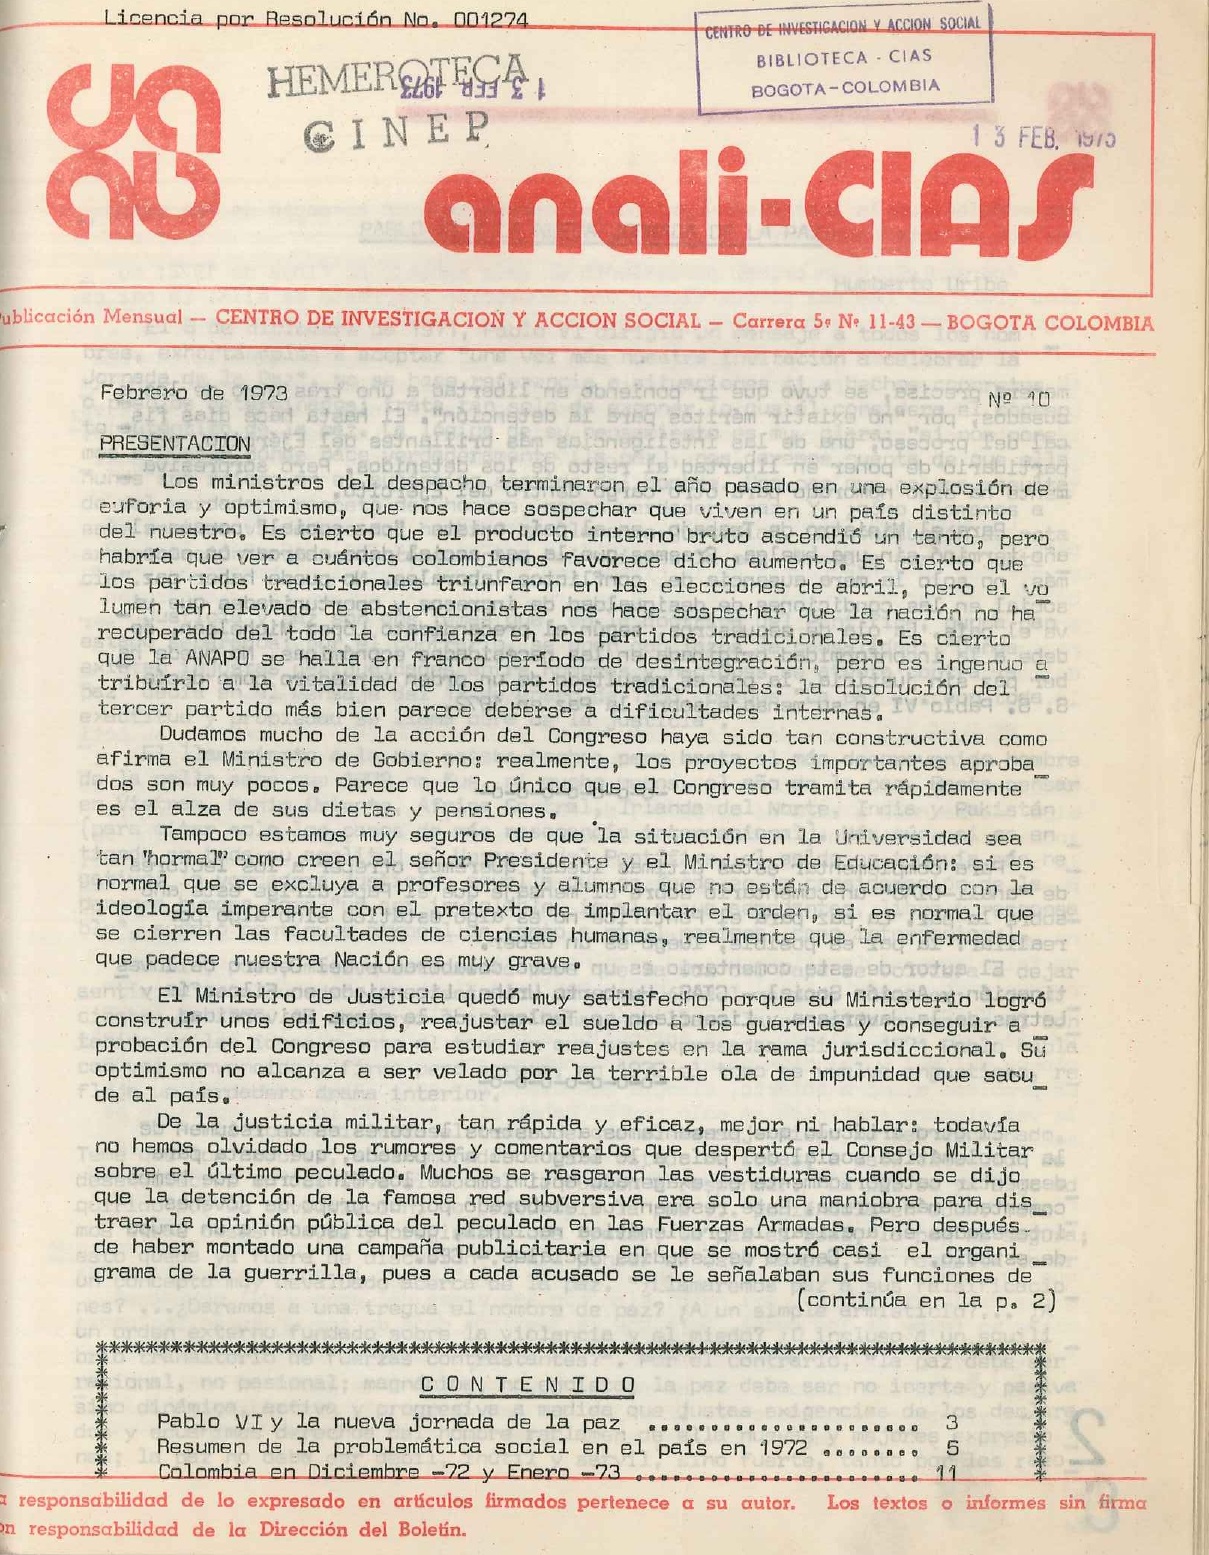 Licencia por Resolución No. 001274
CENTRO DE INVESTIGACION Y ACCION SOCIAL
BIBLIOTECA - CIAS
BOGOTA-COLOMBIA
HEMEROTECA
13 FEB 1973
CINEP
13 FEB. 1973
anali-CIAS
Publicación Mensual — CENTRO DE INVESTIGACION Y ACCION SOCIAL — Carrera 5ª Nº 11-43 — BOGOTA COLOMBIA
Febrero de 1973
Nº 10
PRESENTACION
Los ministros del despacho terminaron el año pasado en una explosión de
euforia y optimismo, que nos hace sospechar que viven en un país distinto
del nuestro. Es cierto que el producto interno bruto ascendió un tanto, pero
habría que ver a cuántos colombianos favorece dicho aumento. Es cierto que
los partidos tradicionales triunfaron en las elecciones de abril, pero el vo_
lumen tan elevado de abstencionistas nos hace sospechar que la nación no ha
recuperado del todo la confianza en los partidos tradicionales. Es cierto
que la ANAPO se halla en franco período de desintegración, pero es ingenuo a_
tribuírlo a la vitalidad de los partidos tradicionales: la disolución del
tercer partido más bien parece deberse a dificultades internas.
Dudamos mucho de la acción del Congreso haya sido tan constructiva como
afirma el Ministro de Gobierno: realmente, los proyectos importantes aproba_
dos son muy pocos. Parece que lo único que el Congreso tramita rápidamente
es el alza de sus dietas y pensiones.
Tampoco estamos muy seguros de que la situación en la Universidad sea
tan "normal" como creen el señor Presidente y el Ministro de Educación: si es
normal que se excluya a profesores y alumnos que no están de acuerdo con la
ideología imperante con el pretexto de implantar el orden, si es normal que
se cierren las facultades de ciencias humanas, realmente que la enfermedad
que padece nuestra Nación es muy grave.
El Ministro de Justicia quedó muy satisfecho porque su Ministerio logró
construír unos edificios, reajustar el sueldo a los guardias y conseguir a_
probación del Congreso para estudiar reajustes en la rama jurisdiccional. Su
optimismo no alcanza a ser velado por la terrible ola de impunidad que sacu_
de al país.
De la justicia militar, tan rápida y eficaz, mejor ni hablar: todavía
no hemos olvidado los rumores y comentarios que despertó el Consejo Militar
sobre el último peculado. Muchos se rasgaron las vestiduras cuando se dijo
que la detención de la famosa red subversiva era solo una maniobra para dis_
traer la opinión pública del peculado en las Fuerzas Armadas. Pero después
de haber montado una campaña publicitaria en que se mostró casi el organi_
grama de la guerrilla, pues a cada acusado se le señalaban sus funciones de
(continúa en la p. 2)
CONTENIDO
Pablo VI y la nueva jornada de la paz ..................... 3
Resumen de la problemática social en el país en 1972 ........ 5
Colombia en Diciembre -72 y Enero -73 ...................... 11
a responsabilidad de lo expresado en artículos firmados pertenece a su autor. Los textos o informes sin firma
on responsabilidad de la Dirección del Boletín.